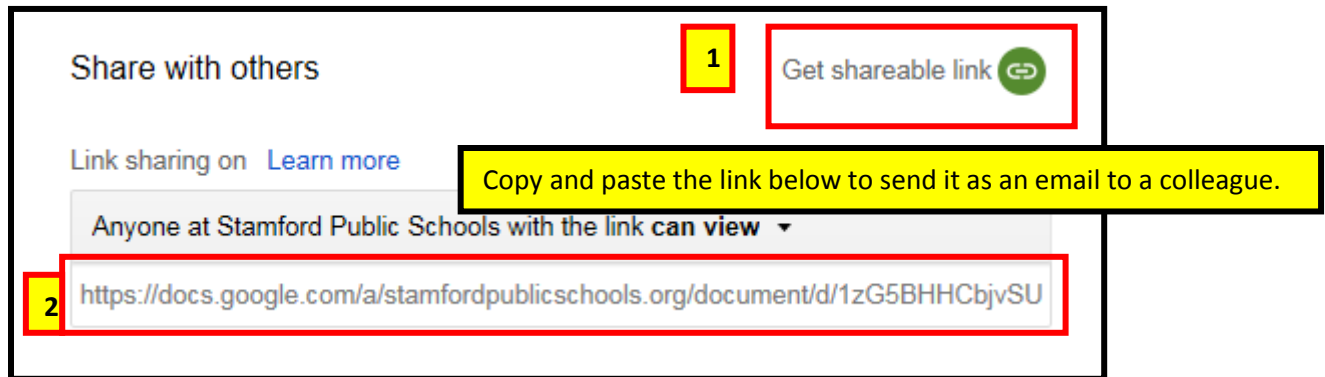 Share with others
1
Get shareable link
Link sharing on Learn more
Copy and paste the link below to send it as an email to a colleague.
Anyone at Stamford Public Schools with the link can view
2
https://docs.google.com/a/stamfordpublicschools.org/document/d/1zG5BHHCbjvSU